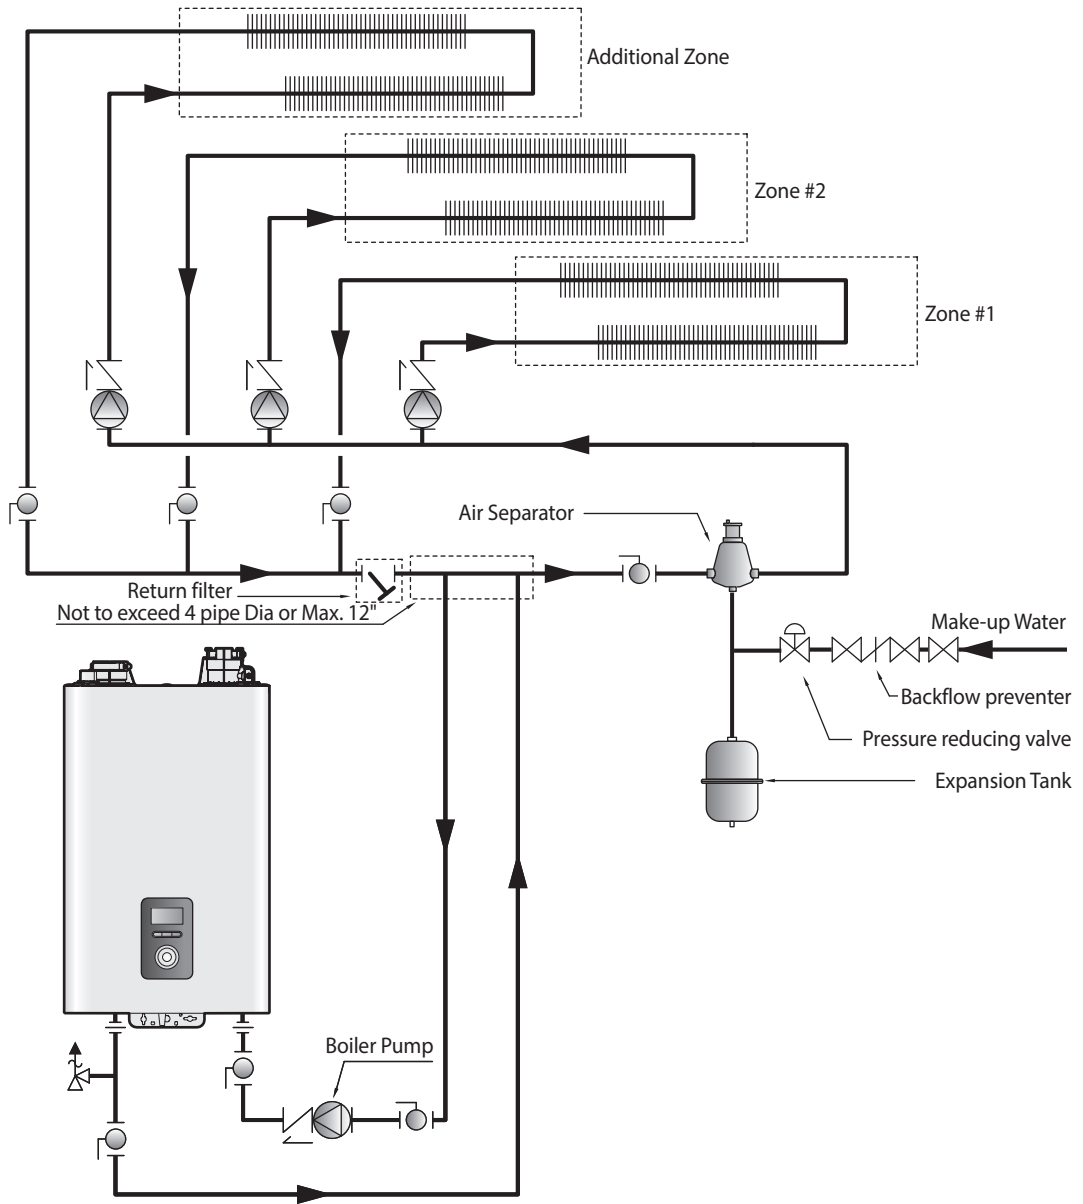 Additional Zone
Zone #2
Zone #1
Air Separator
Return filter
Not to exceed 4 pipe Dia or Max. 12"
Make-up Water
Backflow preventer
Pressure reducing valve
Expansion Tank
Boiler Pump